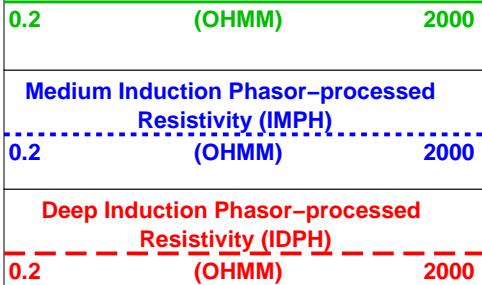 0.2 (OHMM) 2000
Medium Induction Phasor−processed
Resistivity (IMPH)
0.2 (OHMM) 2000
Deep Induction Phasor−processed
Resistivity (IDPH)
0.2 (OHMM) 2000